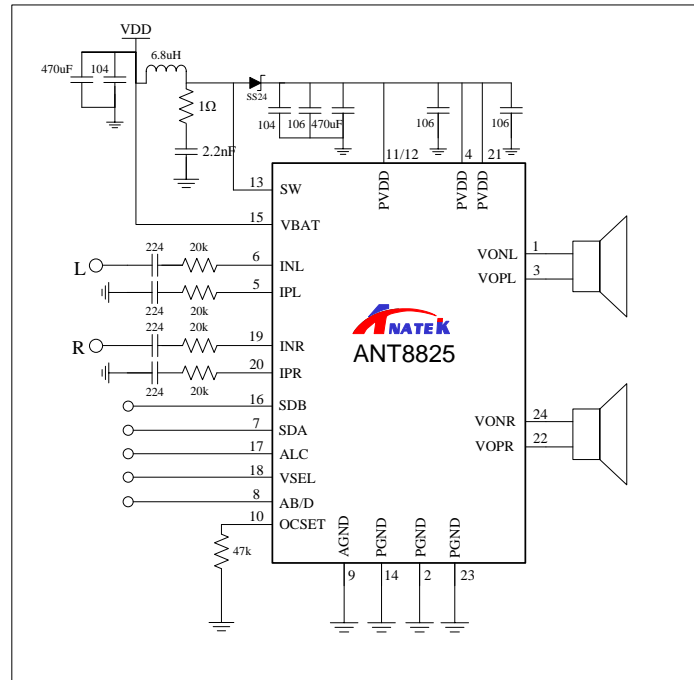 VDD
6.8uH
470uF 104
SS24
1Ω
104 106 470uF 106 106
2.2nF
11/12 4 21
13 SW PVDD PVDD PVDD
15 VBAT
224 20k
L 6 INL VONL 1
5 IPL VOPL 3
224 20k
224 20k
R 19 INR
20 IPR
224 20k
ANATEK
ANT8825
16 SDB
7 SDA VONR 24
17 ALC VOPR 22
18 VSEL
8 AB/D
10 OCSET
47k
AGND PGND PGND PGND
9 14 2 23